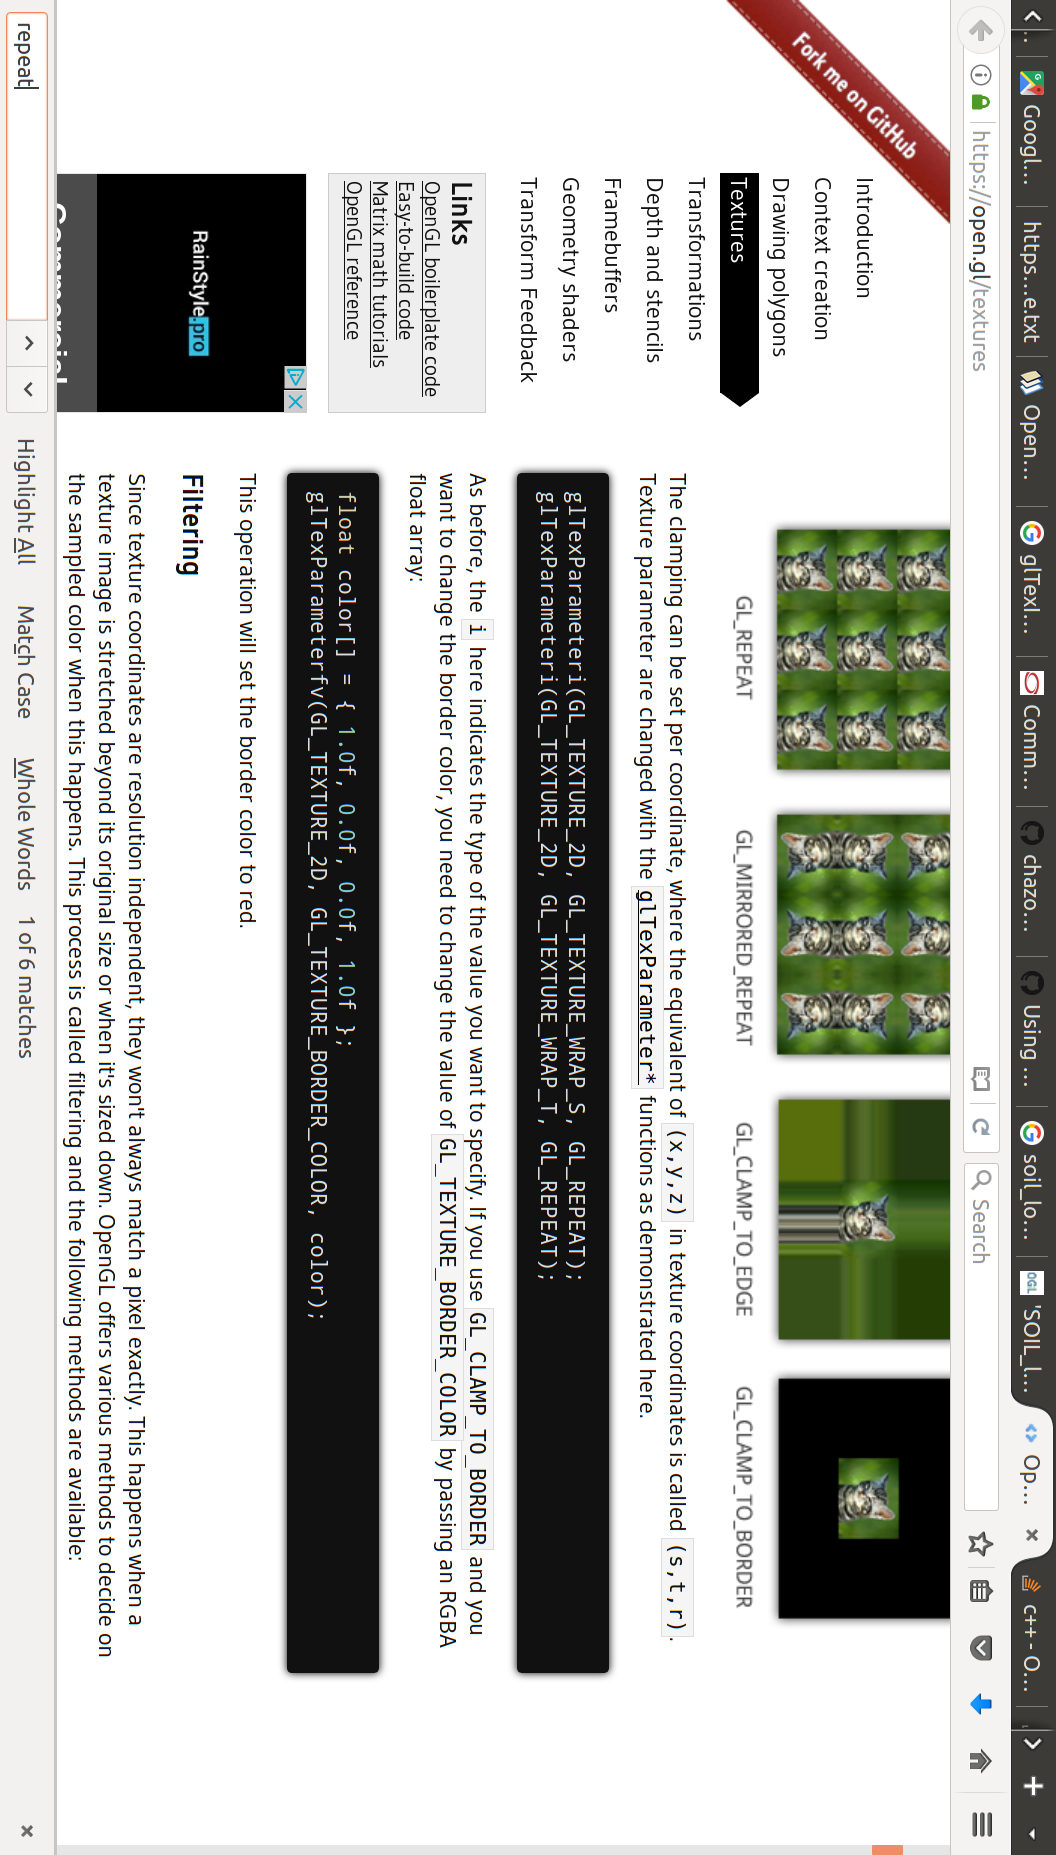 Googl...
https...e.txt
Open...
glTexI...
Comm...
chazo...
Using ...
soil_lo...
'SOIL_l...
Op...
c++ - O...
https://open.gl/textures
Search
Fork me on GitHub
Introduction
Context creation
Drawing polygons
Textures
Transformations
Depth and stencils
Framebuffers
Geometry shaders
Transform Feedback
Links
OpenGL boilerplate code
Easy-to-build code
Matrix math tutorials
OpenGL reference
RainStyle.pro
GL_REPEAT
GL_MIRRORED_REPEAT
GL_CLAMP_TO_EDGE
GL_CLAMP_TO_BORDER
The clamping can be set per coordinate, where the equivalent of (x,y,z) in texture coordinates is called (s,t,r).
Texture parameter are changed with the glTexParameter* functions as demonstrated here.
glTexParameteri(GL_TEXTURE_2D, GL_TEXTURE_WRAP_S, GL_REPEAT);
glTexParameteri(GL_TEXTURE_2D, GL_TEXTURE_WRAP_T, GL_REPEAT);
As before, the i here indicates the type of the value you want to specify. If you use GL_CLAMP_TO_BORDER and you
want to change the border color, you need to change the value of GL_TEXTURE_BORDER_COLOR by passing an RGBA
float array:
float color[] = { 1.0f, 0.0f, 0.0f, 1.0f };
glTexParameterfv(GL_TEXTURE_2D, GL_TEXTURE_BORDER_COLOR, color);
This operation will set the border color to red.
Filtering
Since texture coordinates are resolution independent, they won't always match a pixel exactly. This happens when a
texture image is stretched beyond its original size or when it's sized down. OpenGL offers various methods to decide on
the sampled color when this happens. This process is called filtering and the following methods are available:
repeat
Highlight All
Match Case
Whole Words
1 of 6 matches